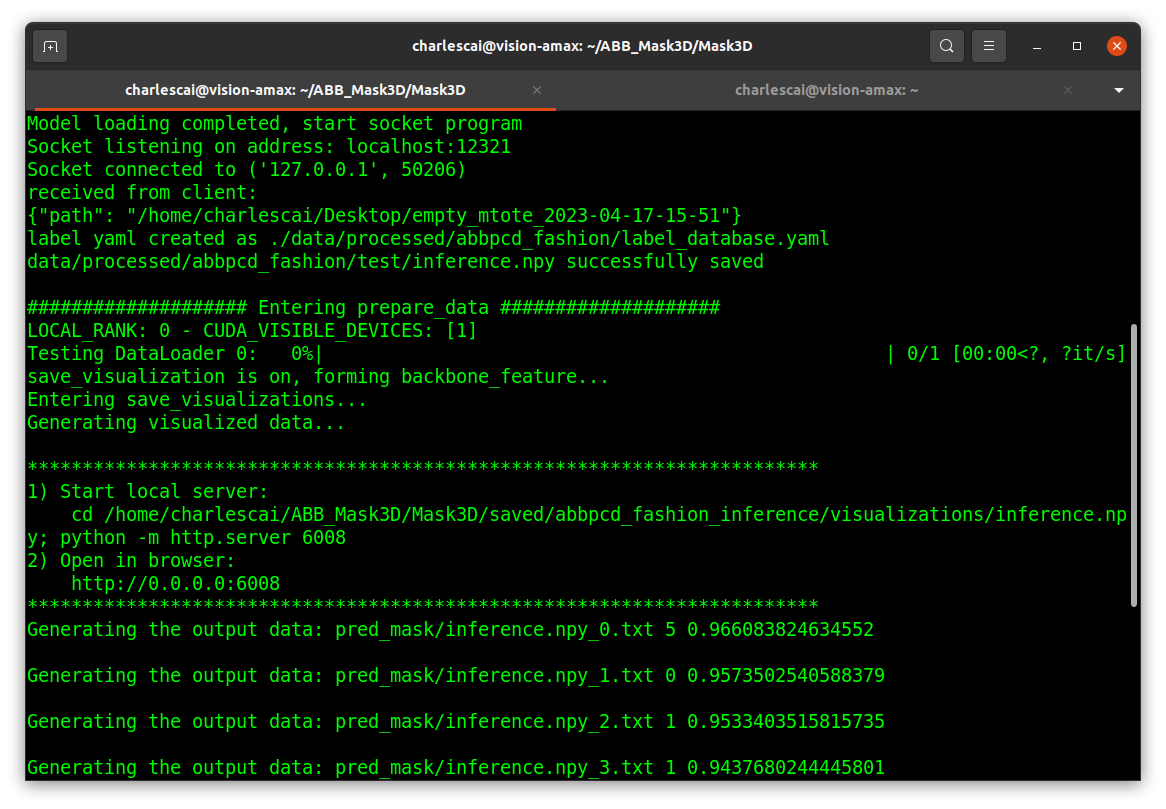 charlescai@vision-amax: ~/ABB_Mask3D/Mask3D
charlescai@vision-amax: ~/ABB_Mask3D/Mask3D × charlescai@vision-amax: ~ ×
Model loading completed, start socket program
Socket listening on address: localhost:12321
Socket connected to ('127.0.0.1', 50206)
received from client:
{"path": "/home/charlescai/Desktop/empty_mtote_2023-04-17-15-51"}
label yaml created as ./data/processed/abbpcd_fashion/label_database.yaml
data/processed/abbpcd_fashion/test/inference.npy successfully saved
#################### Entering prepare_data ####################
LOCAL_RANK: 0 - CUDA_VISIBLE_DEVICES: [1]
Testing DataLoader 0:   0%|                                                   | 0/1 [00:00<?, ?it/s]
save_visualization is on, forming backbone_feature...
Entering save_visualizations...
Generating visualized data...
************************************************************************
1) Start local server:
    cd /home/charlescai/ABB_Mask3D/Mask3D/saved/abbpcd_fashion_inference/visualizations/inference.np
y; python -m http.server 6008
2) Open in browser:
    http://0.0.0.0:6008
************************************************************************
Generating the output data: pred_mask/inference.npy_0.txt 5 0.966083824634552
Generating the output data: pred_mask/inference.npy_1.txt 0 0.9573502540588379
Generating the output data: pred_mask/inference.npy_2.txt 1 0.9533403515815735
Generating the output data: pred_mask/inference.npy_3.txt 1 0.9437680244445801